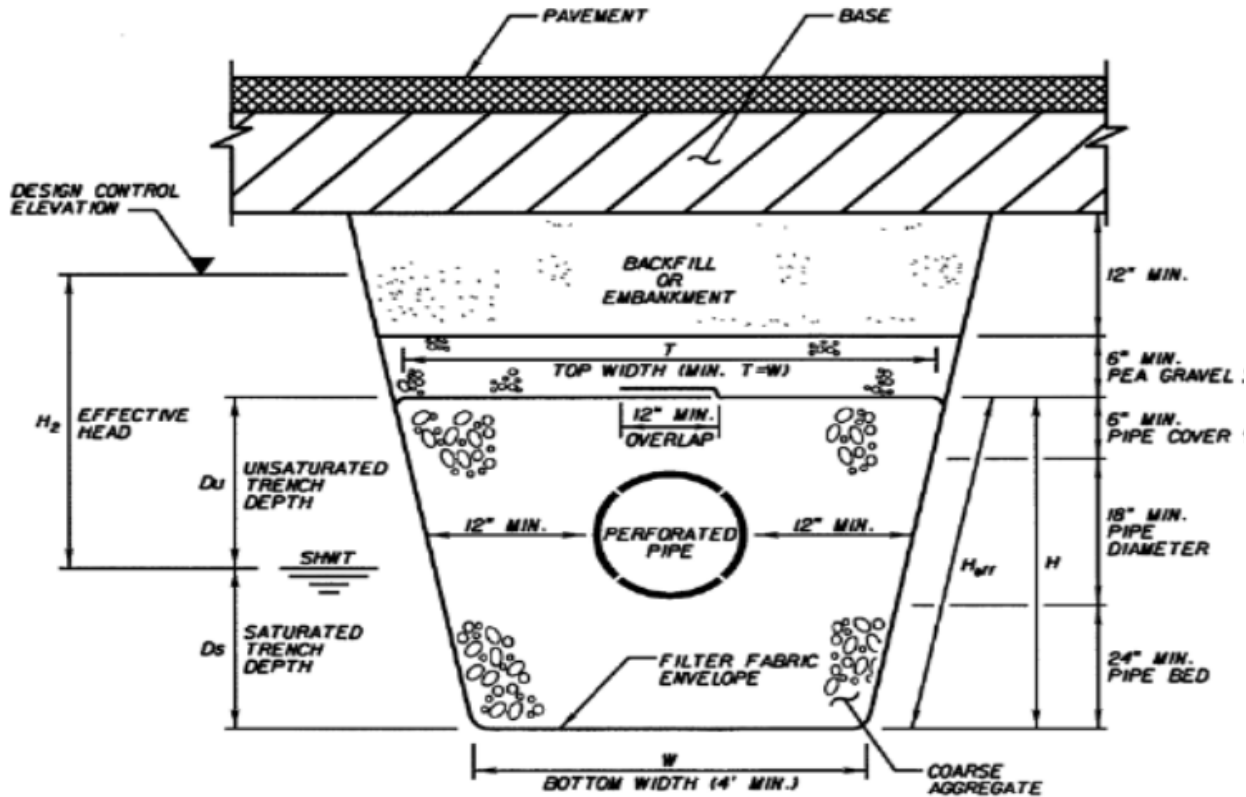 PAVEMENT
BASE
DESIGN CONTROL
ELEVATION
BACKFILL
OR
EMBANKMENT
12" MIN.
T
TOP WIDTH (MIN. T=W)
6" MIN.
PEA GRAVEL
H2
EFFECTIVE
HEAD
12" MIN.
OVERLAP
6" MIN.
PIPE COVER
Du
UNSATURATED
TRENCH
DEPTH
12" MIN.
PERFORATED
PIPE
12" MIN.
18" MIN.
PIPE
DIAMETER
SHWT
Heff
H
Ds
SATURATED
TRENCH
DEPTH
FILTER FABRIC
ENVELOPE
24" MIN.
PIPE BED
W
BOTTOM WIDTH (4' MIN.)
COARSE
AGGREGATE